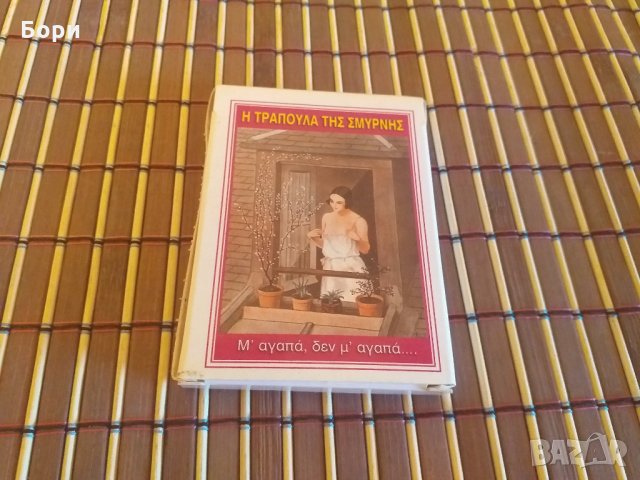 Бори
Η ΤΡΑΠΟΥΛΑ ΤΗΣ ΣΜΥΡΝΗΣ
Μ' αγαπά, δεν μ' αγαπά....
BAZAR